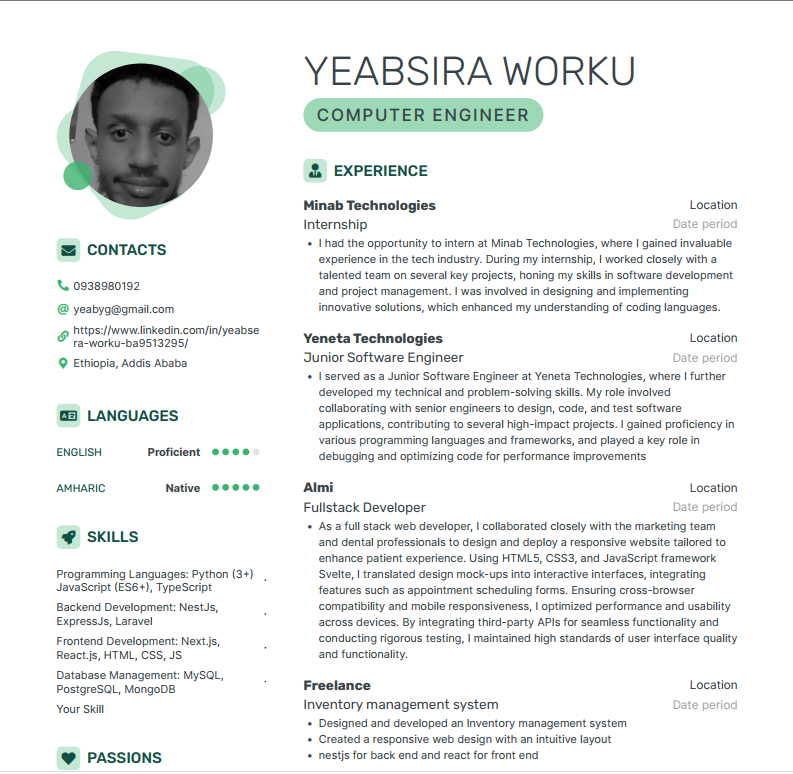 YEABSIRA WORKU
COMPUTER ENGINEER
CONTACTS
0938980192
yeabyg@gmail.com
https://www.linkedin.com/in/yeabse
ra-worku-ba9513295/
Ethiopia, Addis Ababa
LANGUAGES
ENGLISH Proficient
AMHARIC Native
SKILLS
Programming Languages: Python (3+)
JavaScript (ES6+), TypeScript
Backend Development: NestJs,
ExpressJs, Laravel
Frontend Development: Next.js,
React.js, HTML, CSS, JS
Database Management: MySQL,
PostgreSQL, MongoDB
Your Skill
PASSIONS
EXPERIENCE
Minab Technologies Location
Internship Date period
• I had the opportunity to intern at Minab Technologies, where I gained invaluable
experience in the tech industry. During my internship, I worked closely with a
talented team on several key projects, honing my skills in software development
and project management. I was involved in designing and implementing
innovative solutions, which enhanced my understanding of coding languages.
Yeneta Technologies Location
Junior Software Engineer Date period
• I served as a Junior Software Engineer at Yeneta Technologies, where I further
developed my technical and problem-solving skills. My role involved
collaborating with senior engineers to design, code, and test software
applications, contributing to several high-impact projects. I gained proficiency in
various programming languages and frameworks, and played a key role in
debugging and optimizing code for performance improvements
Almi Location
Fullstack Developer Date period
• As a full stack web developer, I collaborated closely with the marketing team
and dental professionals to design and deploy a responsive website tailored to
enhance patient experience. Using HTML5, CSS3, and JavaScript framework
Svelte, I translated design mock-ups into interactive interfaces, integrating
features such as appointment scheduling forms. Ensuring cross-browser
compatibility and mobile responsiveness, I optimized performance and usability
across devices. By integrating third-party APIs for seamless functionality and
conducting rigorous testing, I maintained high standards of user interface quality
and functionality.
Freelance Location
Inventory management system Date period
• Designed and developed an Inventory management system
• Created a responsive web design with an intuitive layout
• nestjs for back end and react for front end